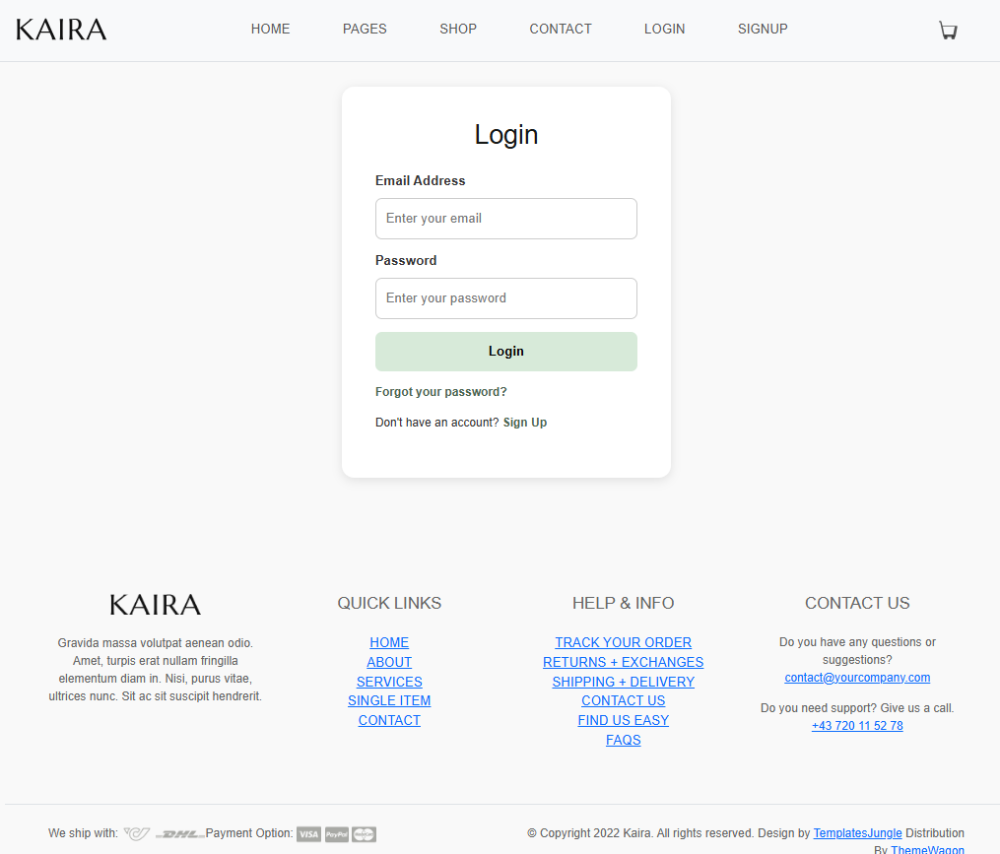 KAIRA
HOME PAGES SHOP CONTACT LOGIN SIGNUP
Login
Email Address
Enter your email
Password
Enter your password
Login
Forgot your password?
Don't have an account? Sign Up
KAIRA
Gravida massa volutpat aenean odio.
Amet, turpis erat nullam fringilla
elementum diam in. Nisi, purus vitae,
ultrices nunc. Sit ac sit suscipit hendrerit.
QUICK LINKS
HOME
ABOUT
SERVICES
SINGLE ITEM
CONTACT
HELP & INFO
TRACK YOUR ORDER
RETURNS + EXCHANGES
SHIPPING + DELIVERY
CONTACT US
FIND US EASY
FAQS
CONTACT US
Do you have any questions or
suggestions?
contact@yourcompany.com
Do you need support? Give us a call.
+43 720 11 52 78
We ship with: DHL Payment Option: VISA PayPal MasterCard
© Copyright 2022 Kaira. All rights reserved. Design by TemplatesJungle Distribution
By ThemeWagon